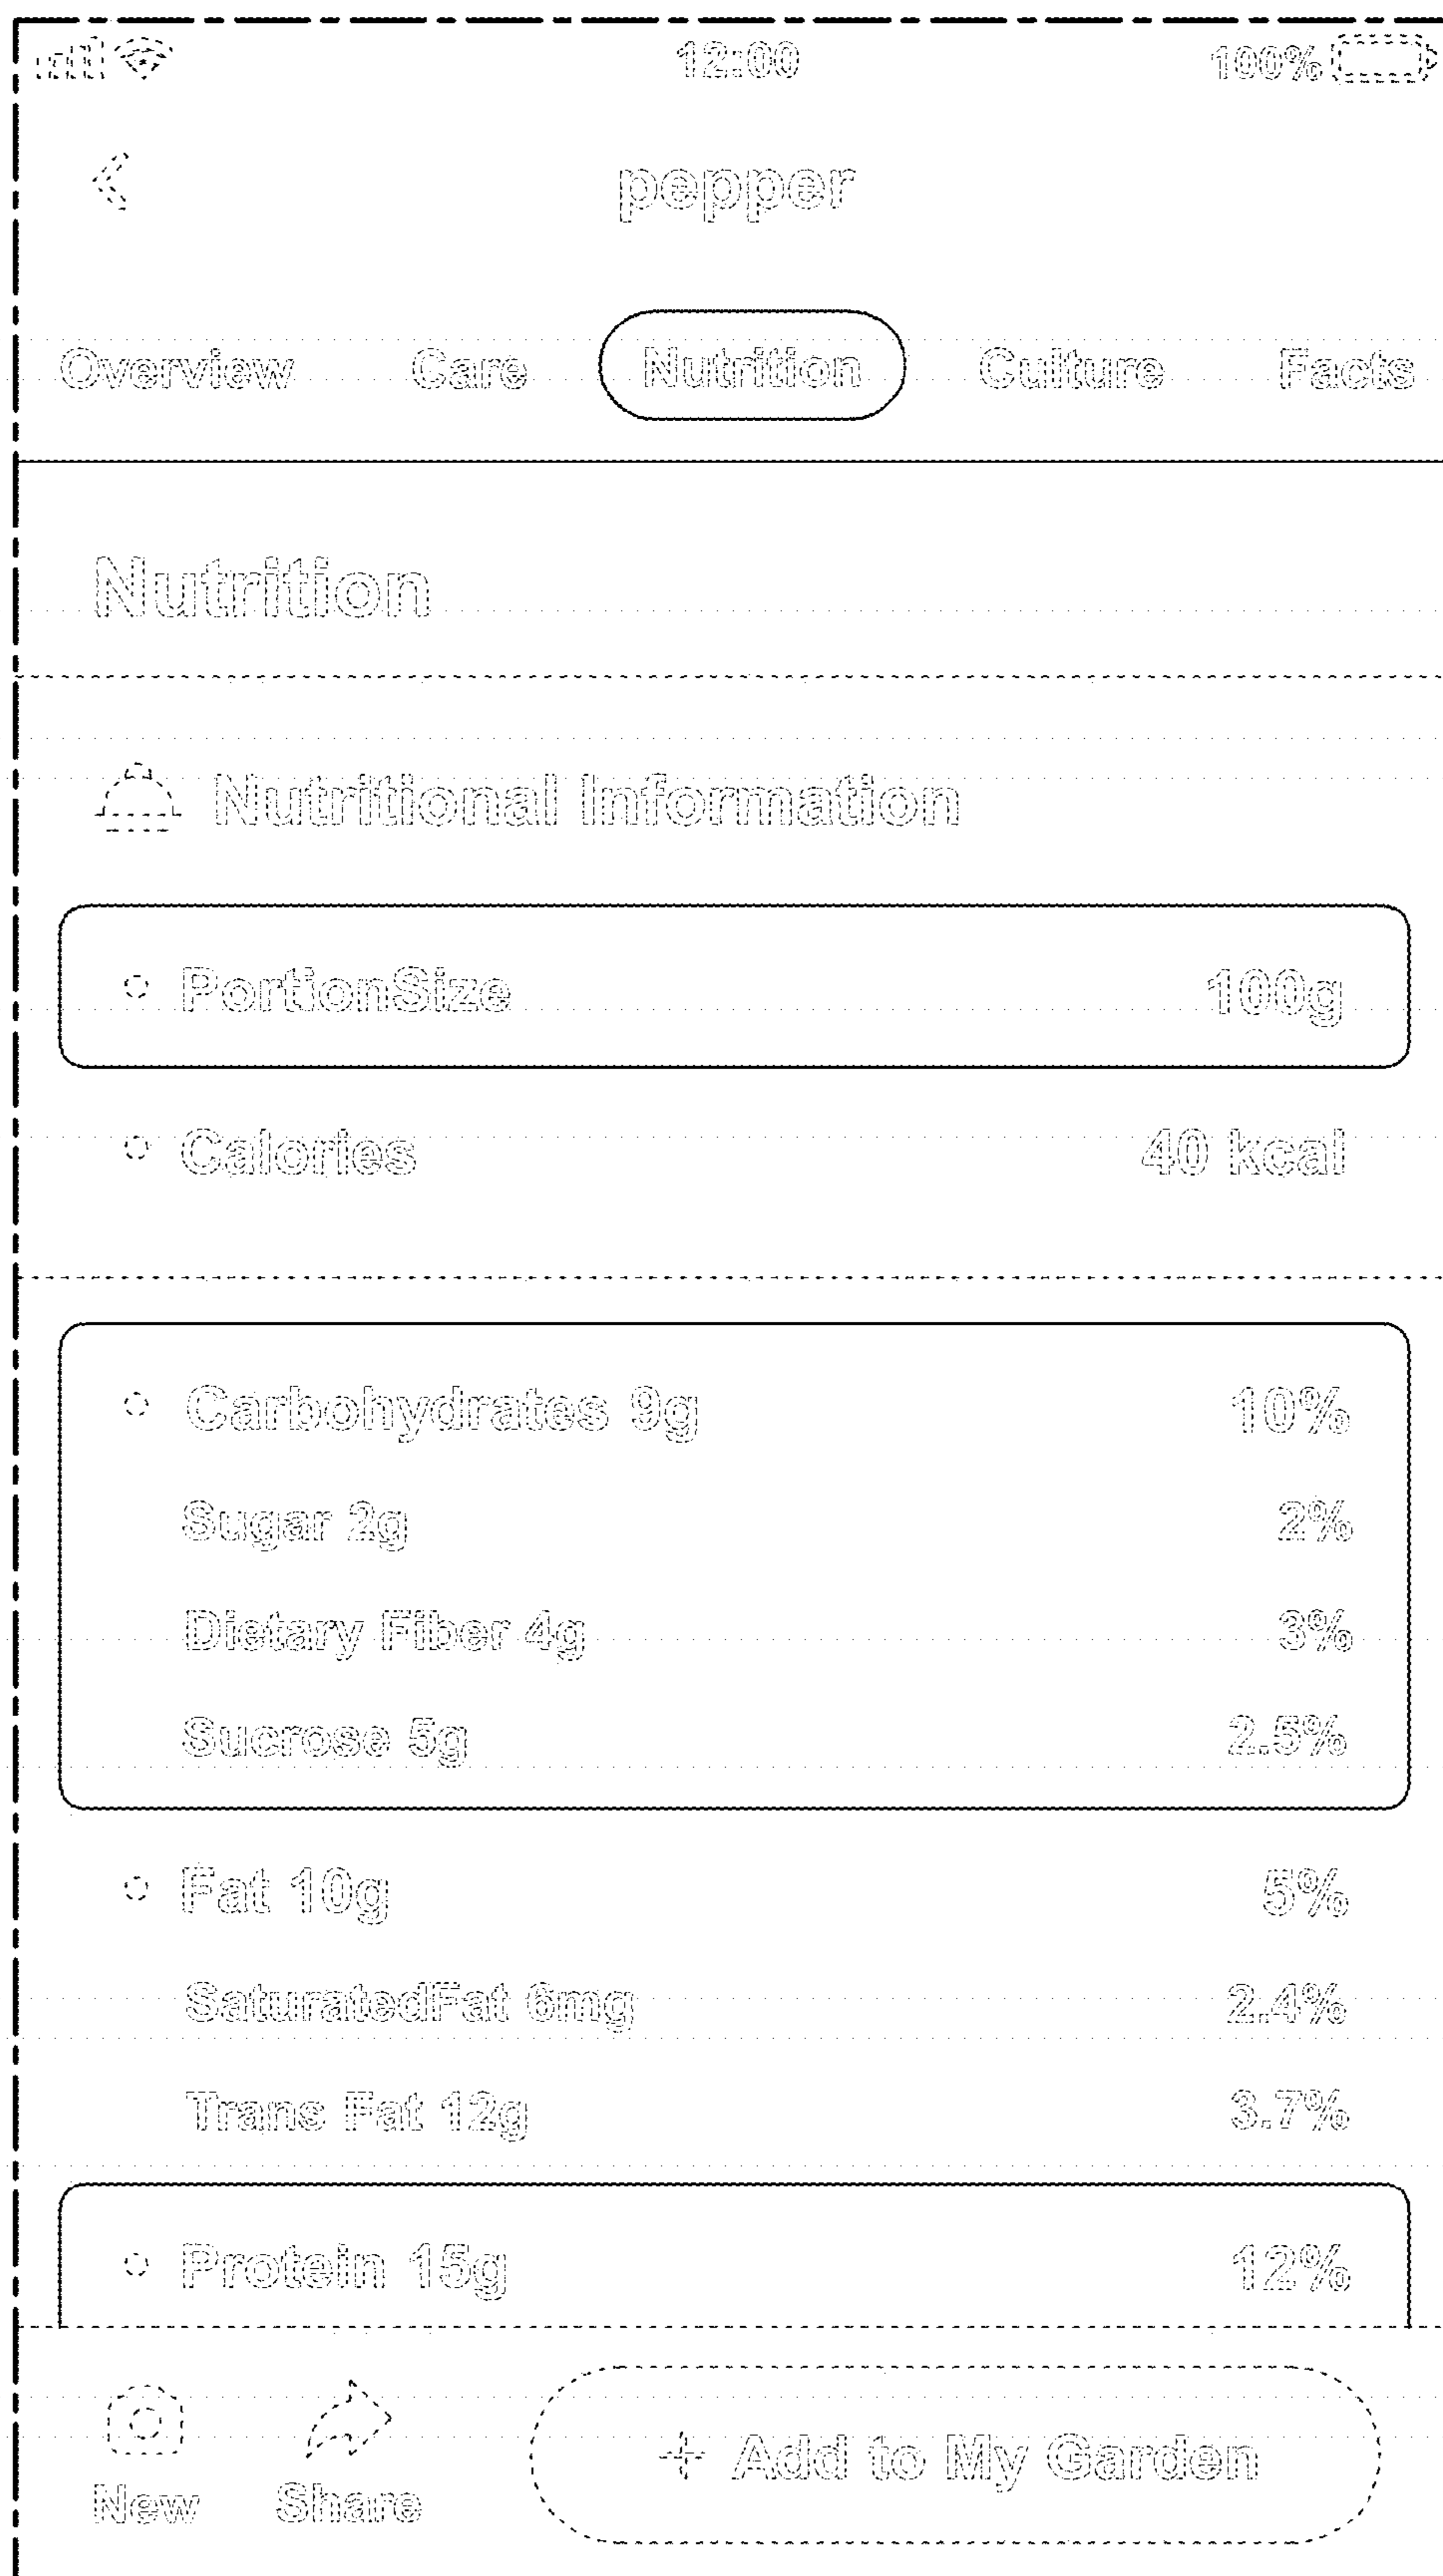 12:00 100%
pepper
Overview Care Nutrition Culture Facts
Nutrition
Nutritional Information
PortionSize 100g
Calories 40 kcal
Carbohydrates 9g 10%
Sugar 2g 2%
Dietary Fiber 4g 3%
Sucrose 5g 2.5%
Fat 10g 5%
SaturatedFat 6mg 2.4%
Trans Fat 12g 3.7%
Protein 15g 12%
+ Add to My Garden
New Share